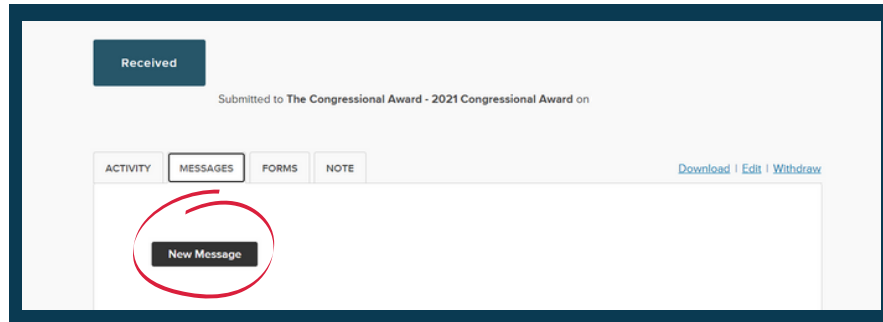 Received
Submitted to The Congressional Award - 2021 Congressional Award on
ACTIVITY MESSAGES FORMS NOTE Download | Edit | Withdraw
New Message